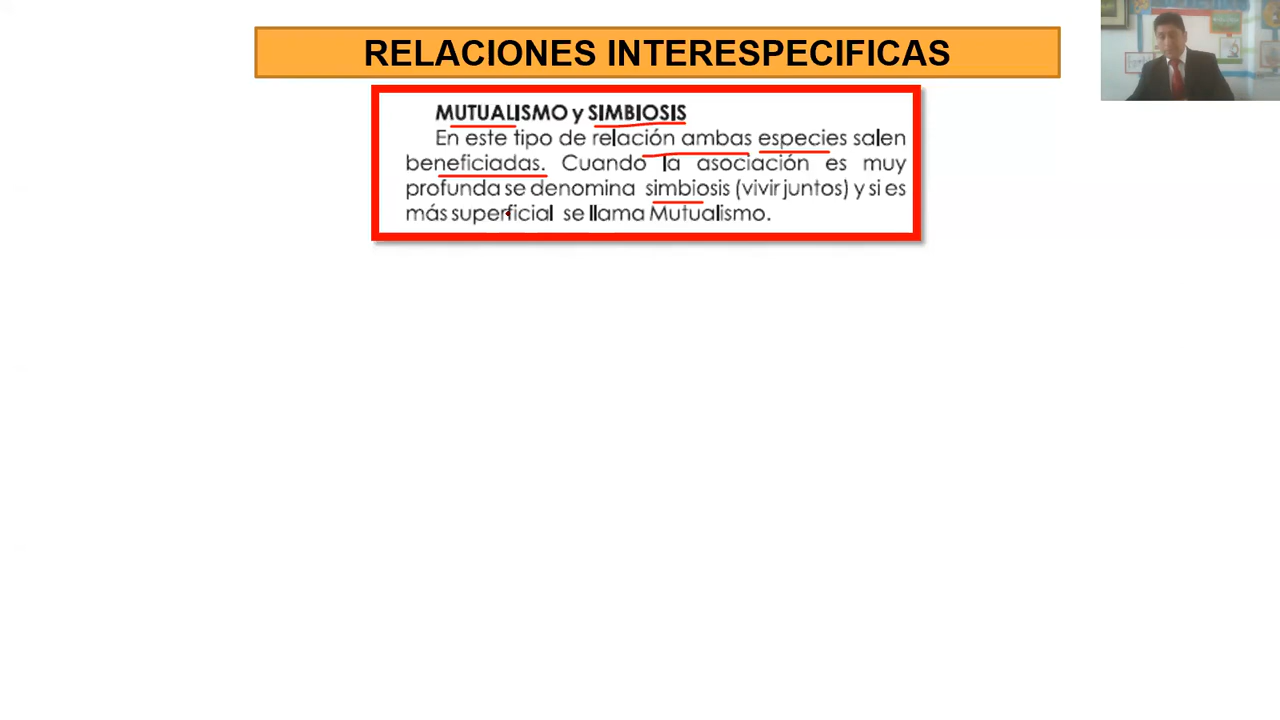 RELACIONES INTERESPECIFICAS
MUTUALISMO y SIMBIOSIS
En este tipo de relación ambas especies salen
beneficiadas. Cuando la asociación es muy
profunda se denomina simbiosis (vivir juntos) y si es
más superficial se llama Mutualismo.